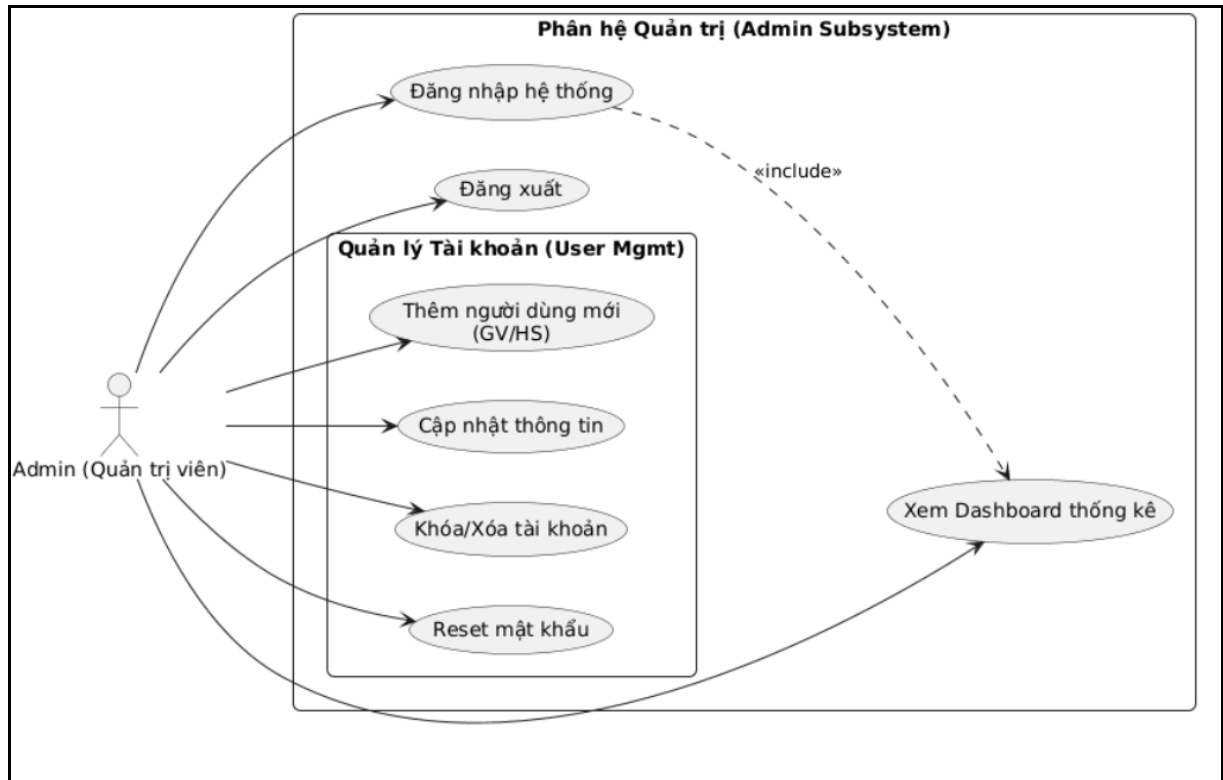 Phân hệ Quản trị (Admin Subsystem)
Đăng nhập hệ thống
«include»
Đăng xuất
Quản lý Tài khoản (User Mgmt)
Thêm người dùng mới
(GV/HS)
Cập nhật thông tin
Admin (Quản trị viên)
Khóa/Xóa tài khoản
Xem Dashboard thống kê
Reset mật khẩu